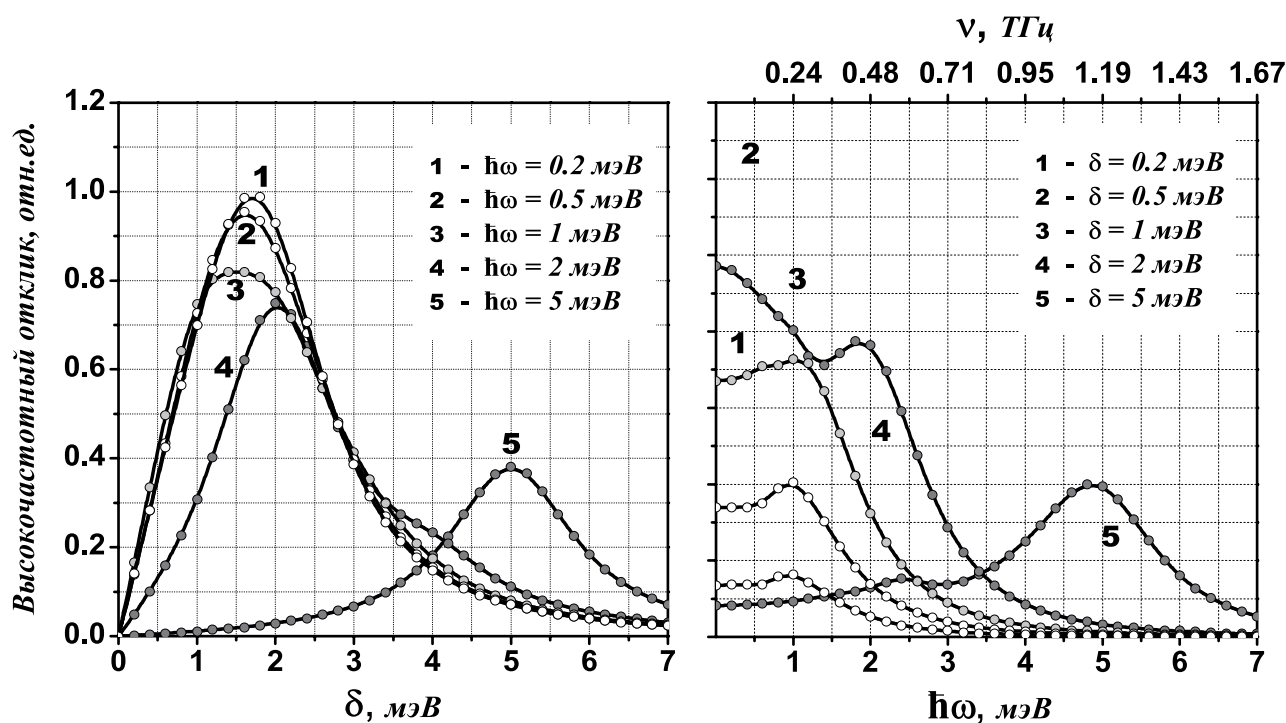 ν, ТГц
0.24 0.48 0.71 0.95 1.19 1.43 1.67
Высокочастотный отклик, отн.ед.
1.2
1.0
0.8
0.6
0.4
0.2
0.0
1
2
3
4
5
1 - ħω = 0.2 мэВ
2 - ħω = 0.5 мэВ
3 - ħω = 1 мэВ
4 - ħω = 2 мэВ
5 - ħω = 5 мэВ
0 1 2 3 4 5 6 7
δ, мэВ
2
3
1
4
5
1 - δ = 0.2 мэВ
2 - δ = 0.5 мэВ
3 - δ = 1 мэВ
4 - δ = 2 мэВ
5 - δ = 5 мэВ
1 2 3 4 5 6 7
ħω, мэВ